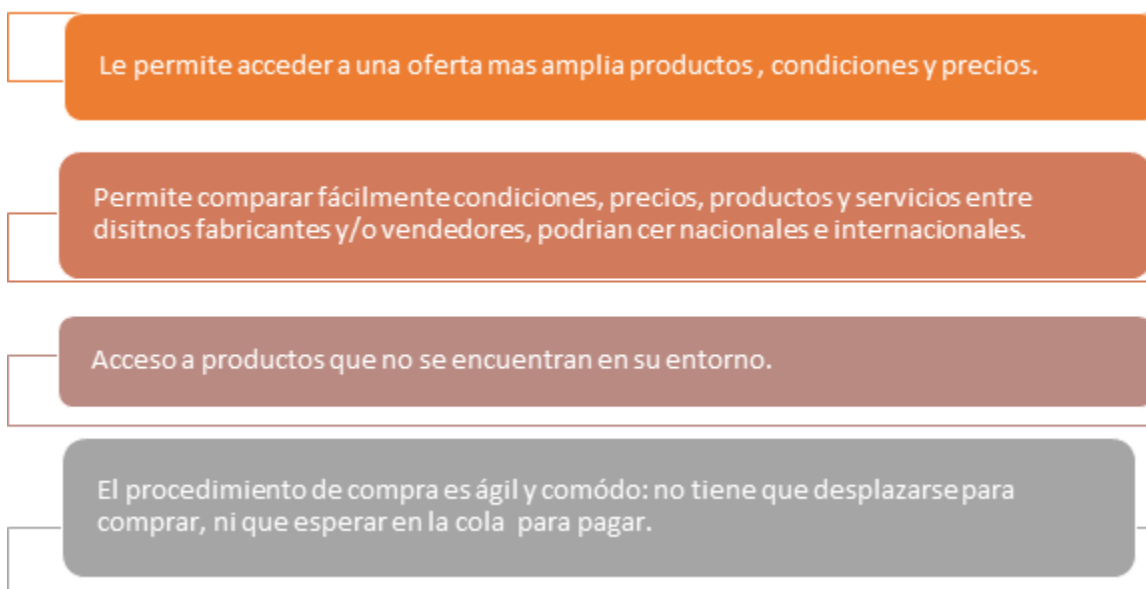 Le permite acceder a una oferta mas amplia productos , condiciones y precios.
Permite comparar fácilmente condiciones, precios, productos y servicios entre
disitnos fabricantes y/o vendedores, podrian cer nacionales e internacionales.
Acceso a productos que no se encuentran en su entorno.
El procedimiento de compra es ágil y comódo: no tiene que desplazarse para
comprar, ni que esperar en la cola para pagar.